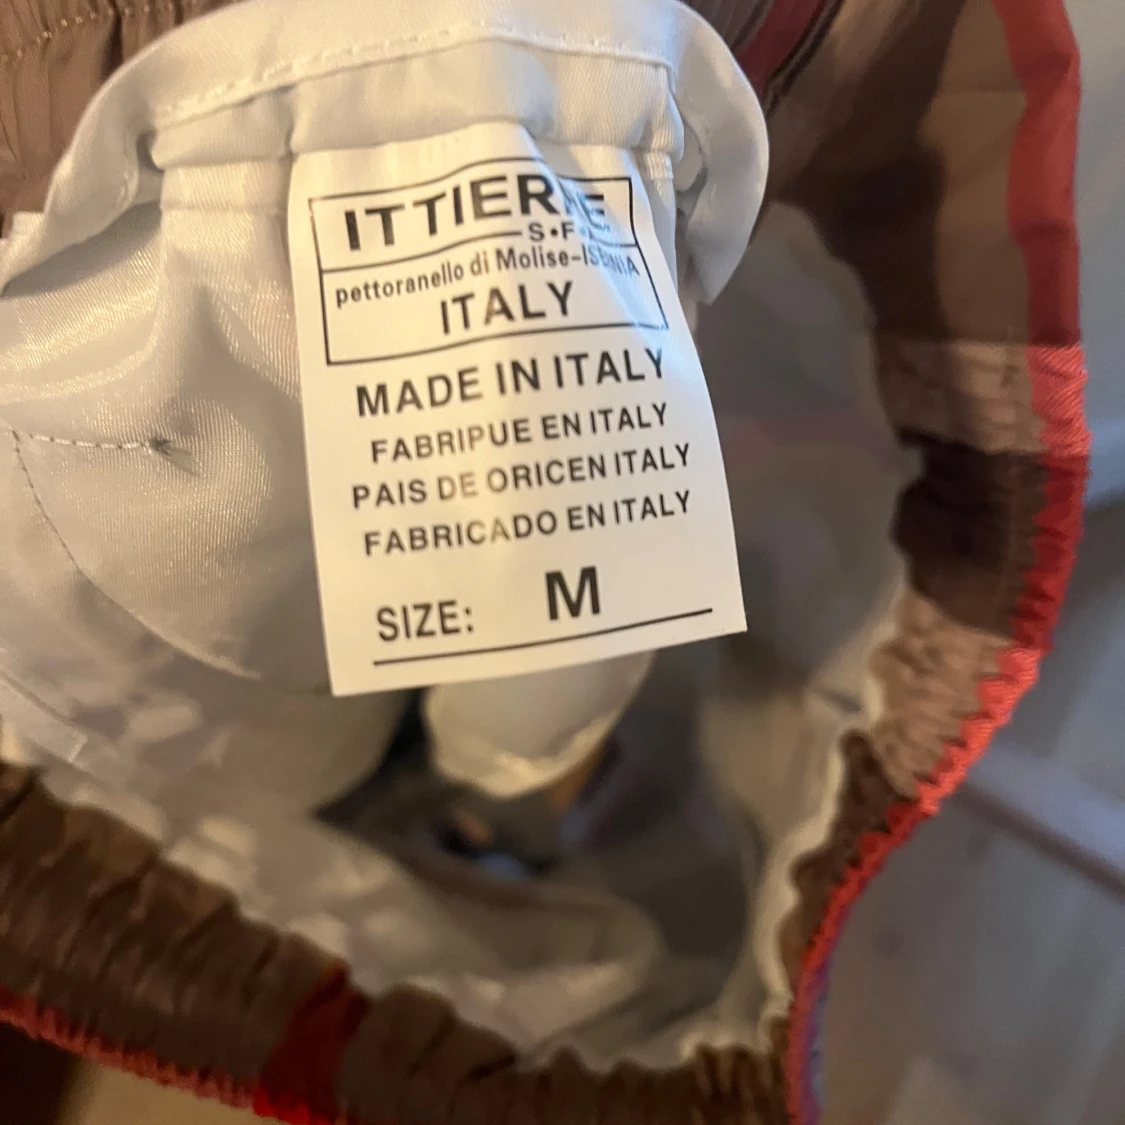 ITTIERRE
S•P•A
pettoranello di Molise-ISERNIA
ITALY
MADE IN ITALY
FABRIPUE EN ITALY
PAIS DE ORICEN ITALY
FABRICADO EN ITALY
SIZE: M